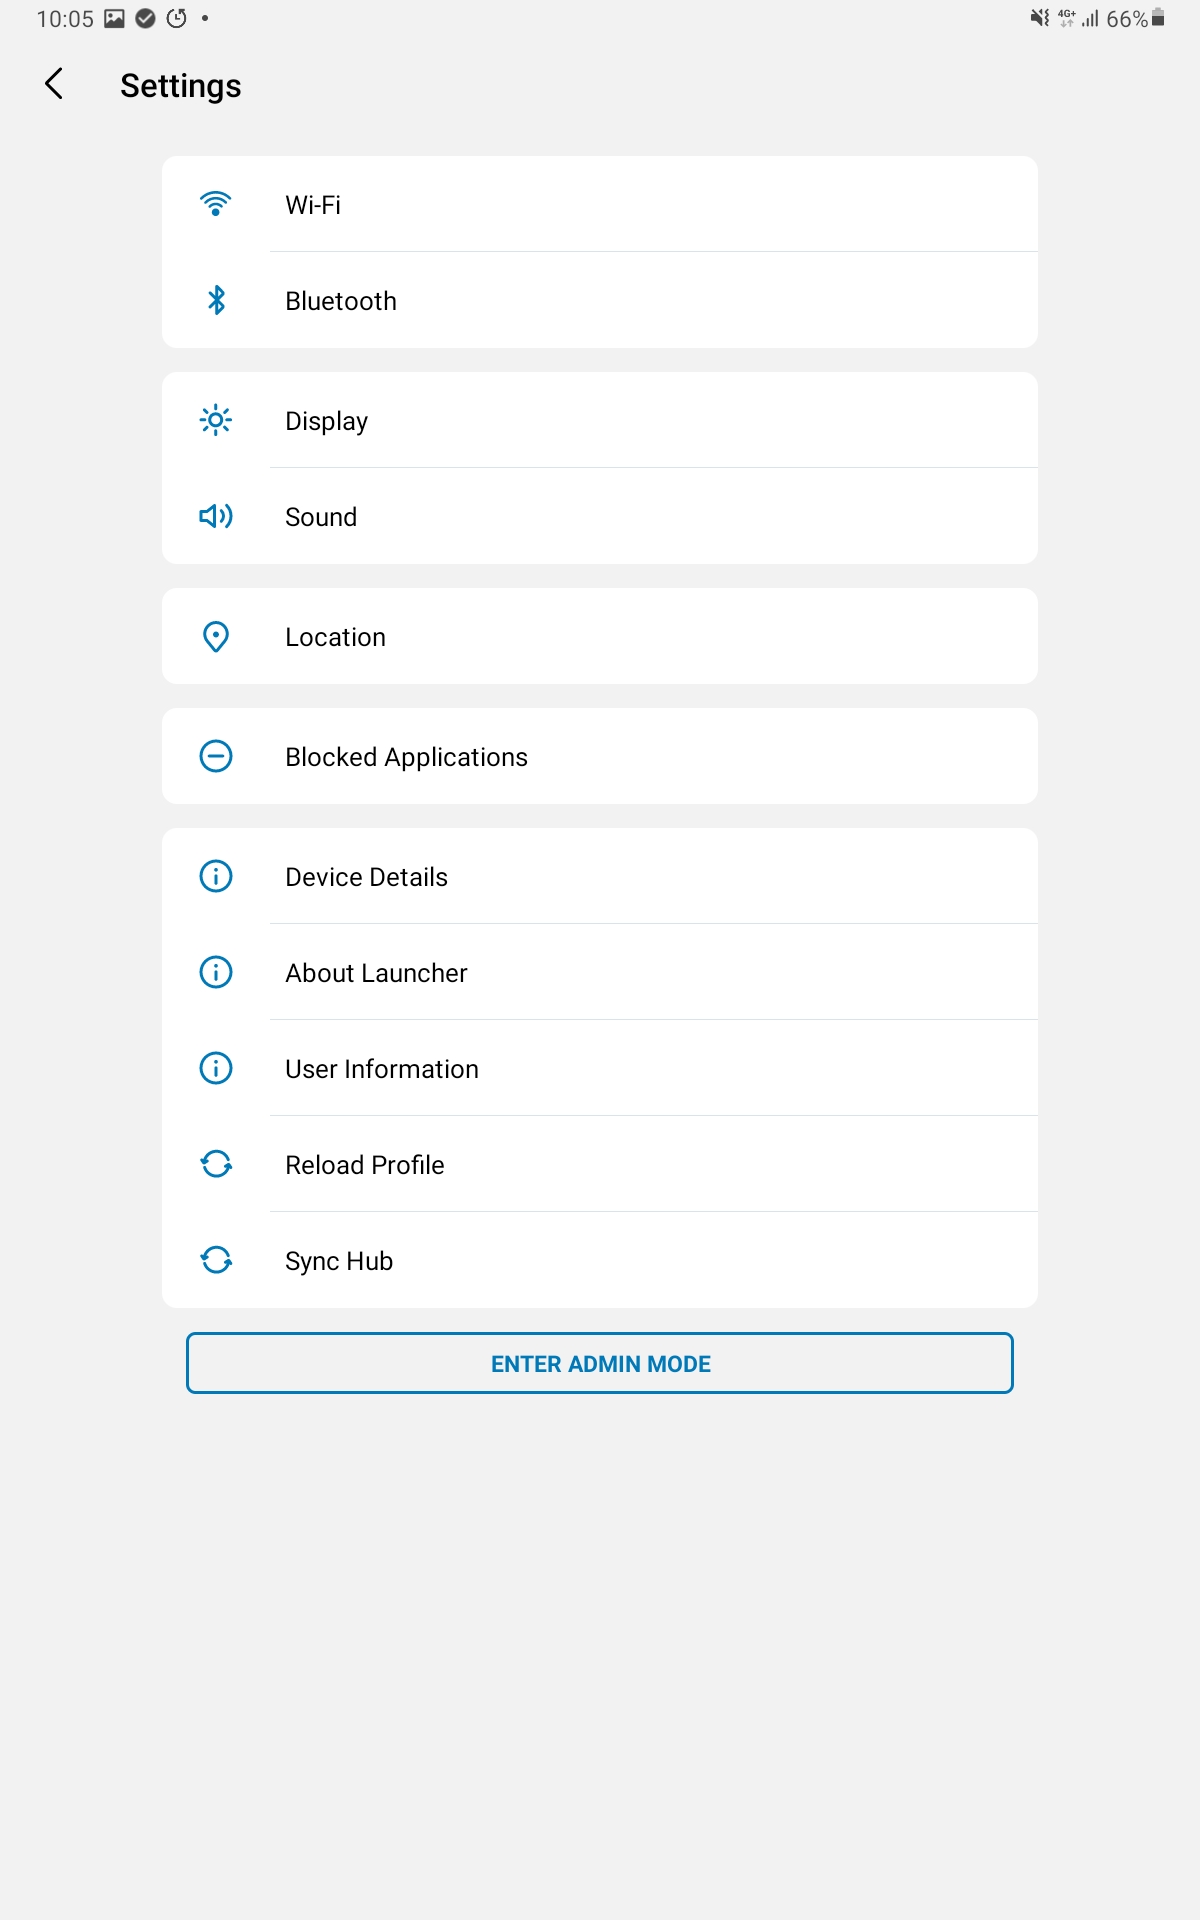 10:05 4G+ 66%
Settings
Wi-Fi
Bluetooth
Display
Sound
Location
Blocked Applications
Device Details
About Launcher
User Information
Reload Profile
Sync Hub
ENTER ADMIN MODE